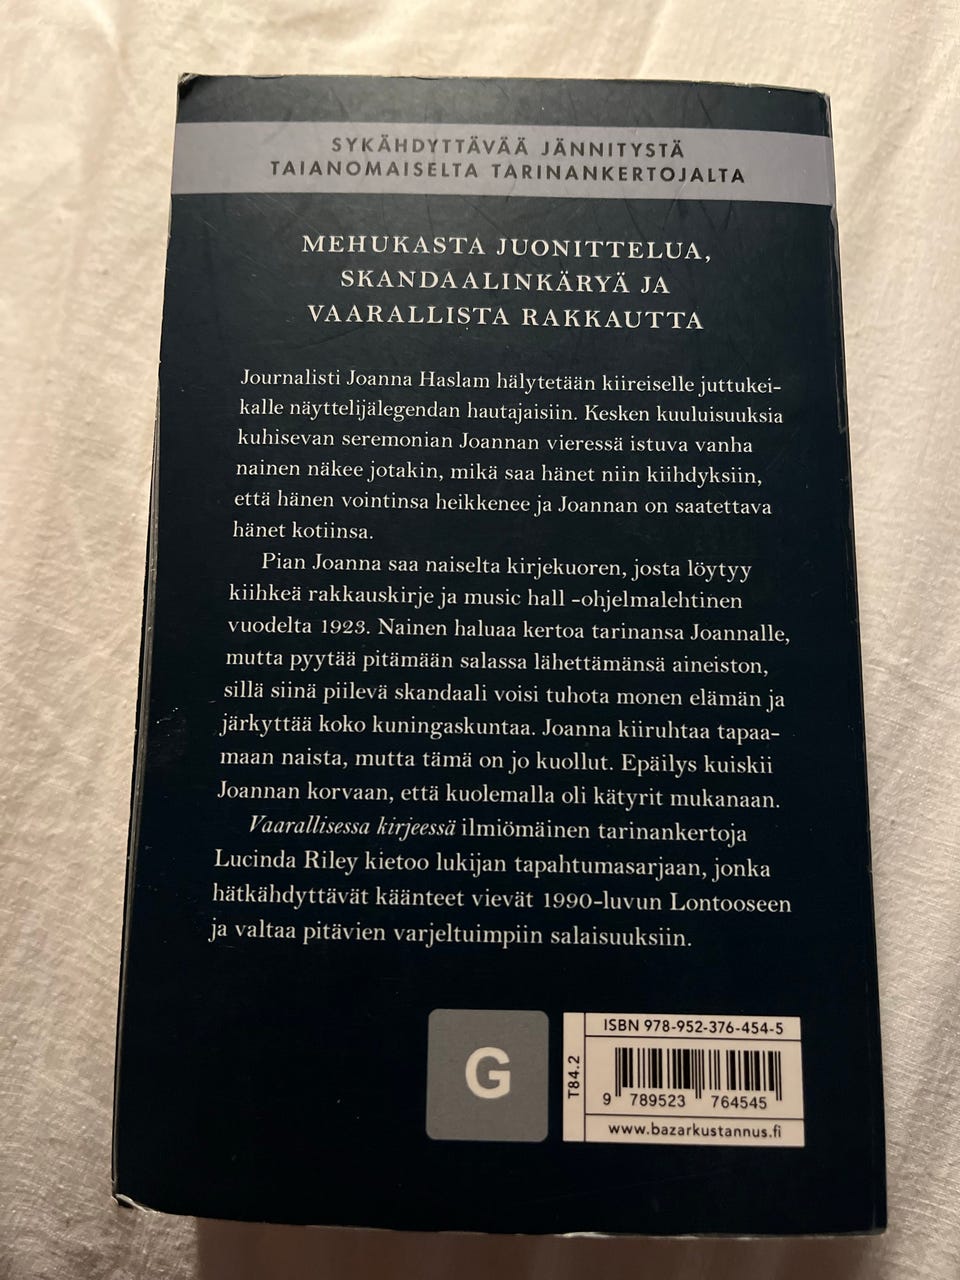 SYKÄHDYTTÄVÄÄ JÄNNITYSTÄ
TAIANOMAISELTA TARINANKERTOJALTA
MEHUKASTA JUONITTELUA,
SKANDAALINKÄRYÄ JA
VAARALLISTA RAKKAUTTA
Journalisti Joanna Haslam hälytetään kiireiselle juttukei-
kalle näyttelijälegendan hautajaisiin. Kesken kuuluisuuksia
kuhisevan seremonian Joannan vieressä istuva vanha
nainen näkee jotakin, mikä saa hänet niin kiihdyksiin,
että hänen vointinsa heikkenee ja Joannan on saatettava
hänet kotiinsa.
Pian Joanna saa naiselta kirjekuoren, josta löytyy
kiihkeä rakkauskirje ja music hall -ohjelmalehtinen
vuodelta 1923. Nainen haluaa kertoa tarinansa Joannalle,
mutta pyytää pitämään salassa lähettämänsä aineiston,
sillä siinä piilevä skandaali voisi tuhota monen elämän ja
järkyttää koko kuningaskuntaa. Joanna kiiruhtaa tapaa-
maan naista, mutta tämä on jo kuollut. Epäilys kuiskii
Joannan korvaan, että kuolemalla oli kätyrit mukanaan.
Vaarallisessa kirjeessä ilmiömäinen tarinankertoja
Lucinda Riley kietoo lukijan tapahtumasarjaan, jonka
hätkähdyttävät käänteet vievät 1990-luvun Lontooseen
ja valtaa pitävien varjeltuimpiin salaisuuksiin.
G
T84.2
ISBN 978-952-376-454-5
9 789523 764545
www.bazarkustannus.fi